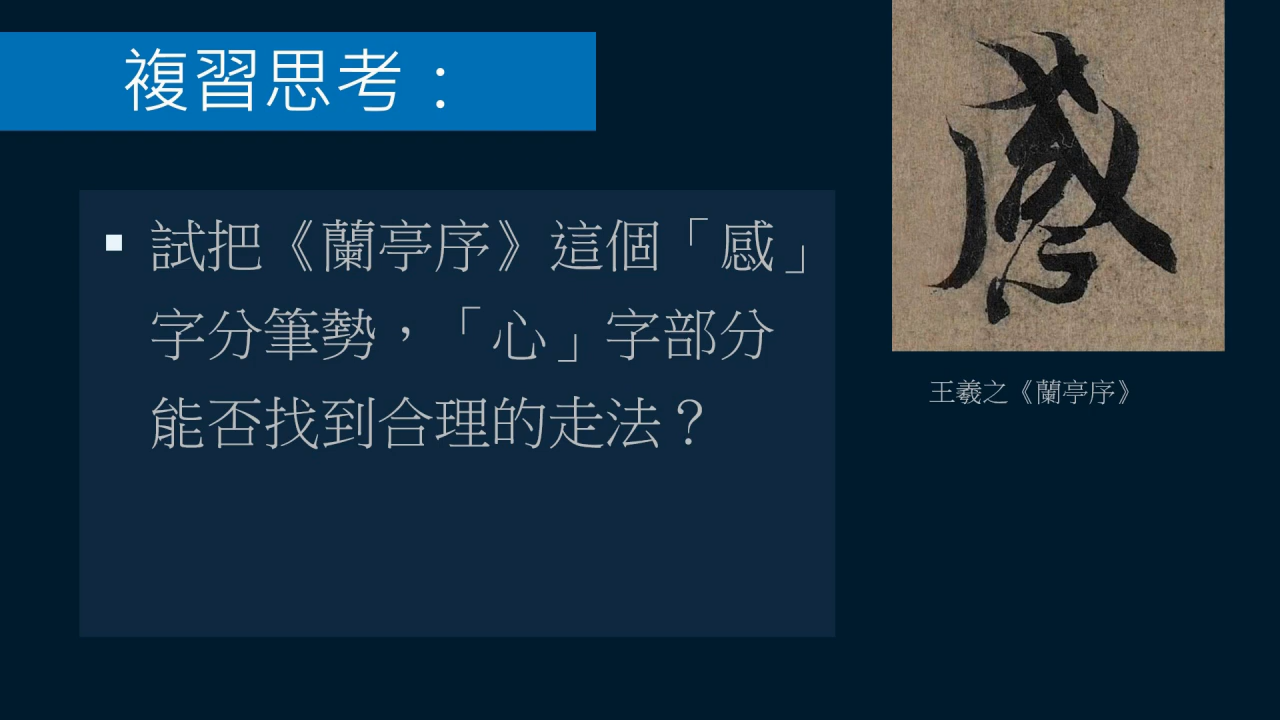 複習思考：
▪ 試把《蘭亭序》這個「感」
字分筆勢，「心」字部分
能否找到合理的走法？
感
王羲之《蘭亭序》